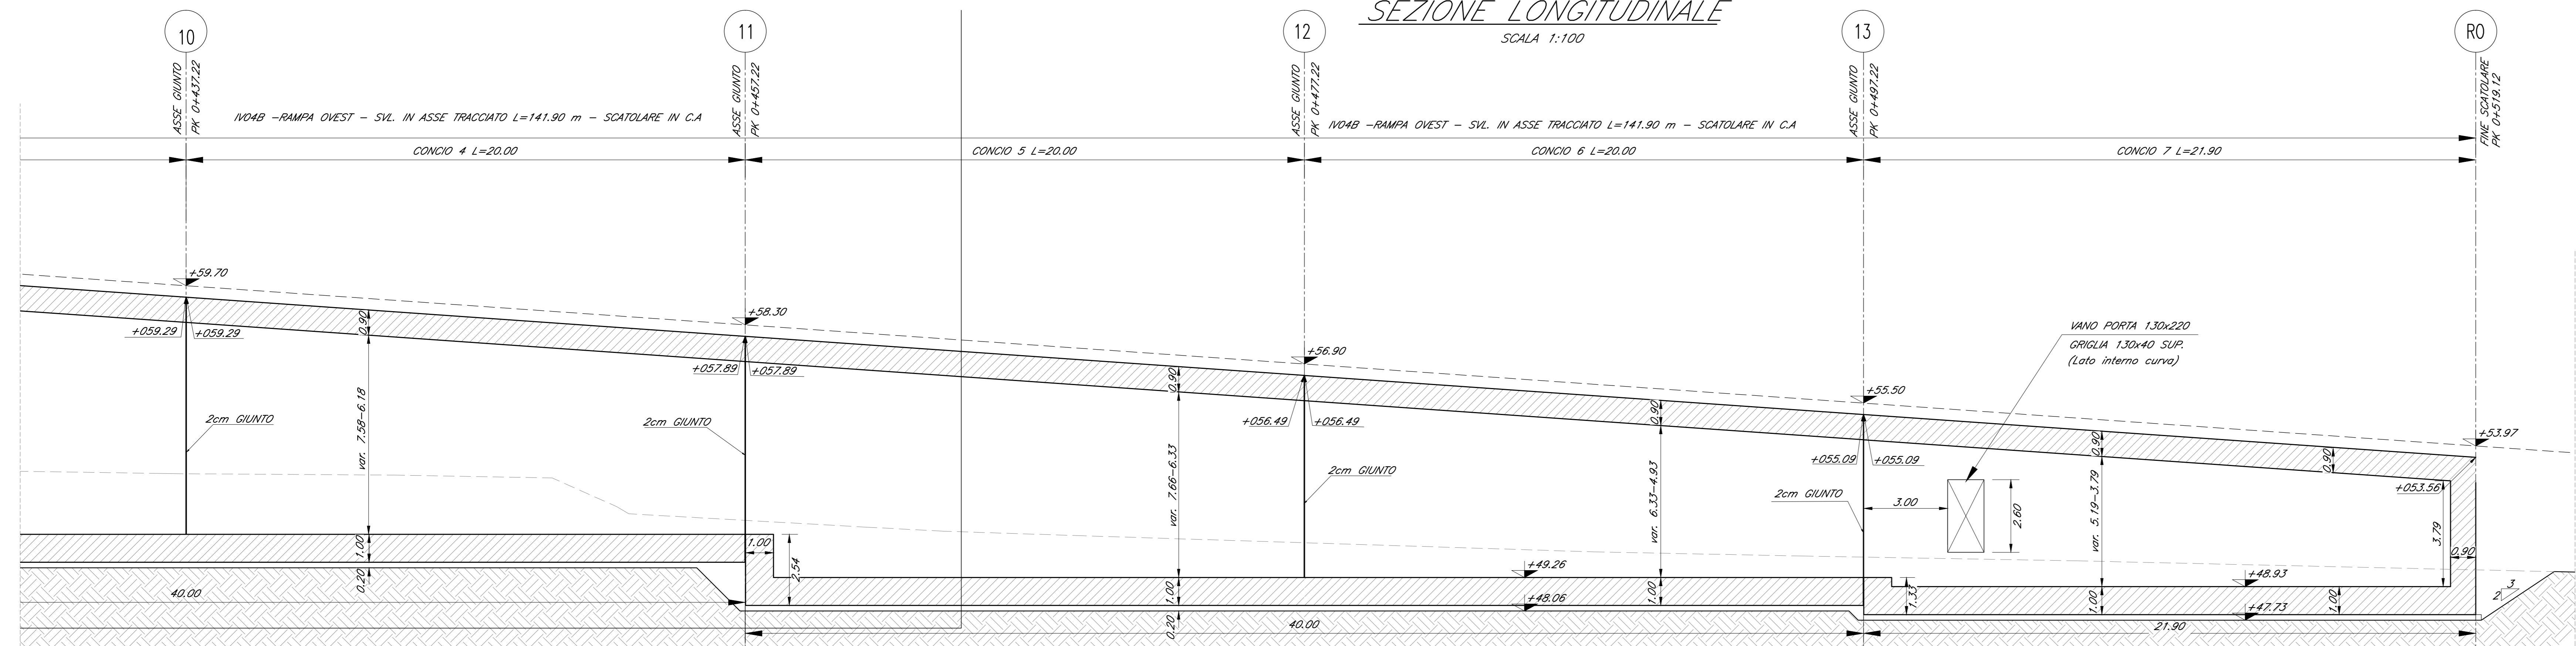 SEZIONE LONGITUDINALE
SCALA 1:100
10
11
12
13
R0
ASSE GIUNTO
PK 0+437.22
ASSE GIUNTO
PK 0+457.22
ASSE GIUNTO
PK 0+477.22
ASSE GIUNTO
PK 0+497.22
FINE SCATOLARE
PK 0+519.12
IV04B -RAMPA OVEST - SVL. IN ASSE TRACCIATO L=141.90 m - SCATOLARE IN C.A
IV04B -RAMPA OVEST - SVL. IN ASSE TRACCIATO L=141.90 m - SCATOLARE IN C.A
CONCIO 4 L=20.00
CONCIO 5 L=20.00
CONCIO 6 L=20.00
CONCIO 7 L=21.90
+59.70
+58.30
+56.90
+55.50
+53.97
+059.29
+059.29
+057.89
+057.89
+056.49
+056.49
+055.09
+055.09
+053.56
0.90
0.90
0.90
0.90
0.90
VANO PORTA 130x220
GRIGLIA 130x40 SUP.
(Lato interno curva)
2cm GIUNTO
2cm GIUNTO
2cm GIUNTO
2cm GIUNTO
var. 7.58-6.18
var. 7.66-6.33
var. 6.33-4.93
var. 5.19-3.79
3.00
2.60
3.79
0.90
1.00
1.00
2.54
1.00
1.00
1.33
1.00
1.00
+49.26
+48.06
+48.93
+47.73
3
2
0.20
0.20
40.00
40.00
21.90